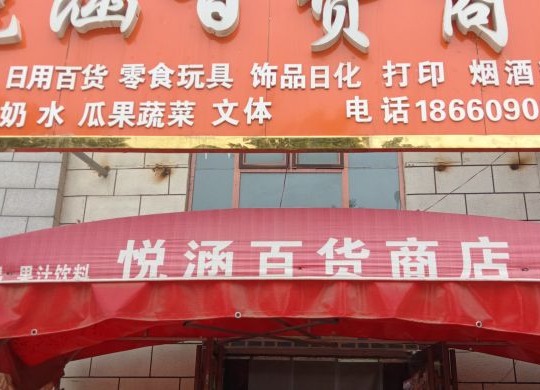 悦涵百货商
日用百货 零食玩具 饰品日化 打印 烟酒
奶 水 瓜果蔬菜 文体 电话1866090
果汁饮料 悦涵百货商店